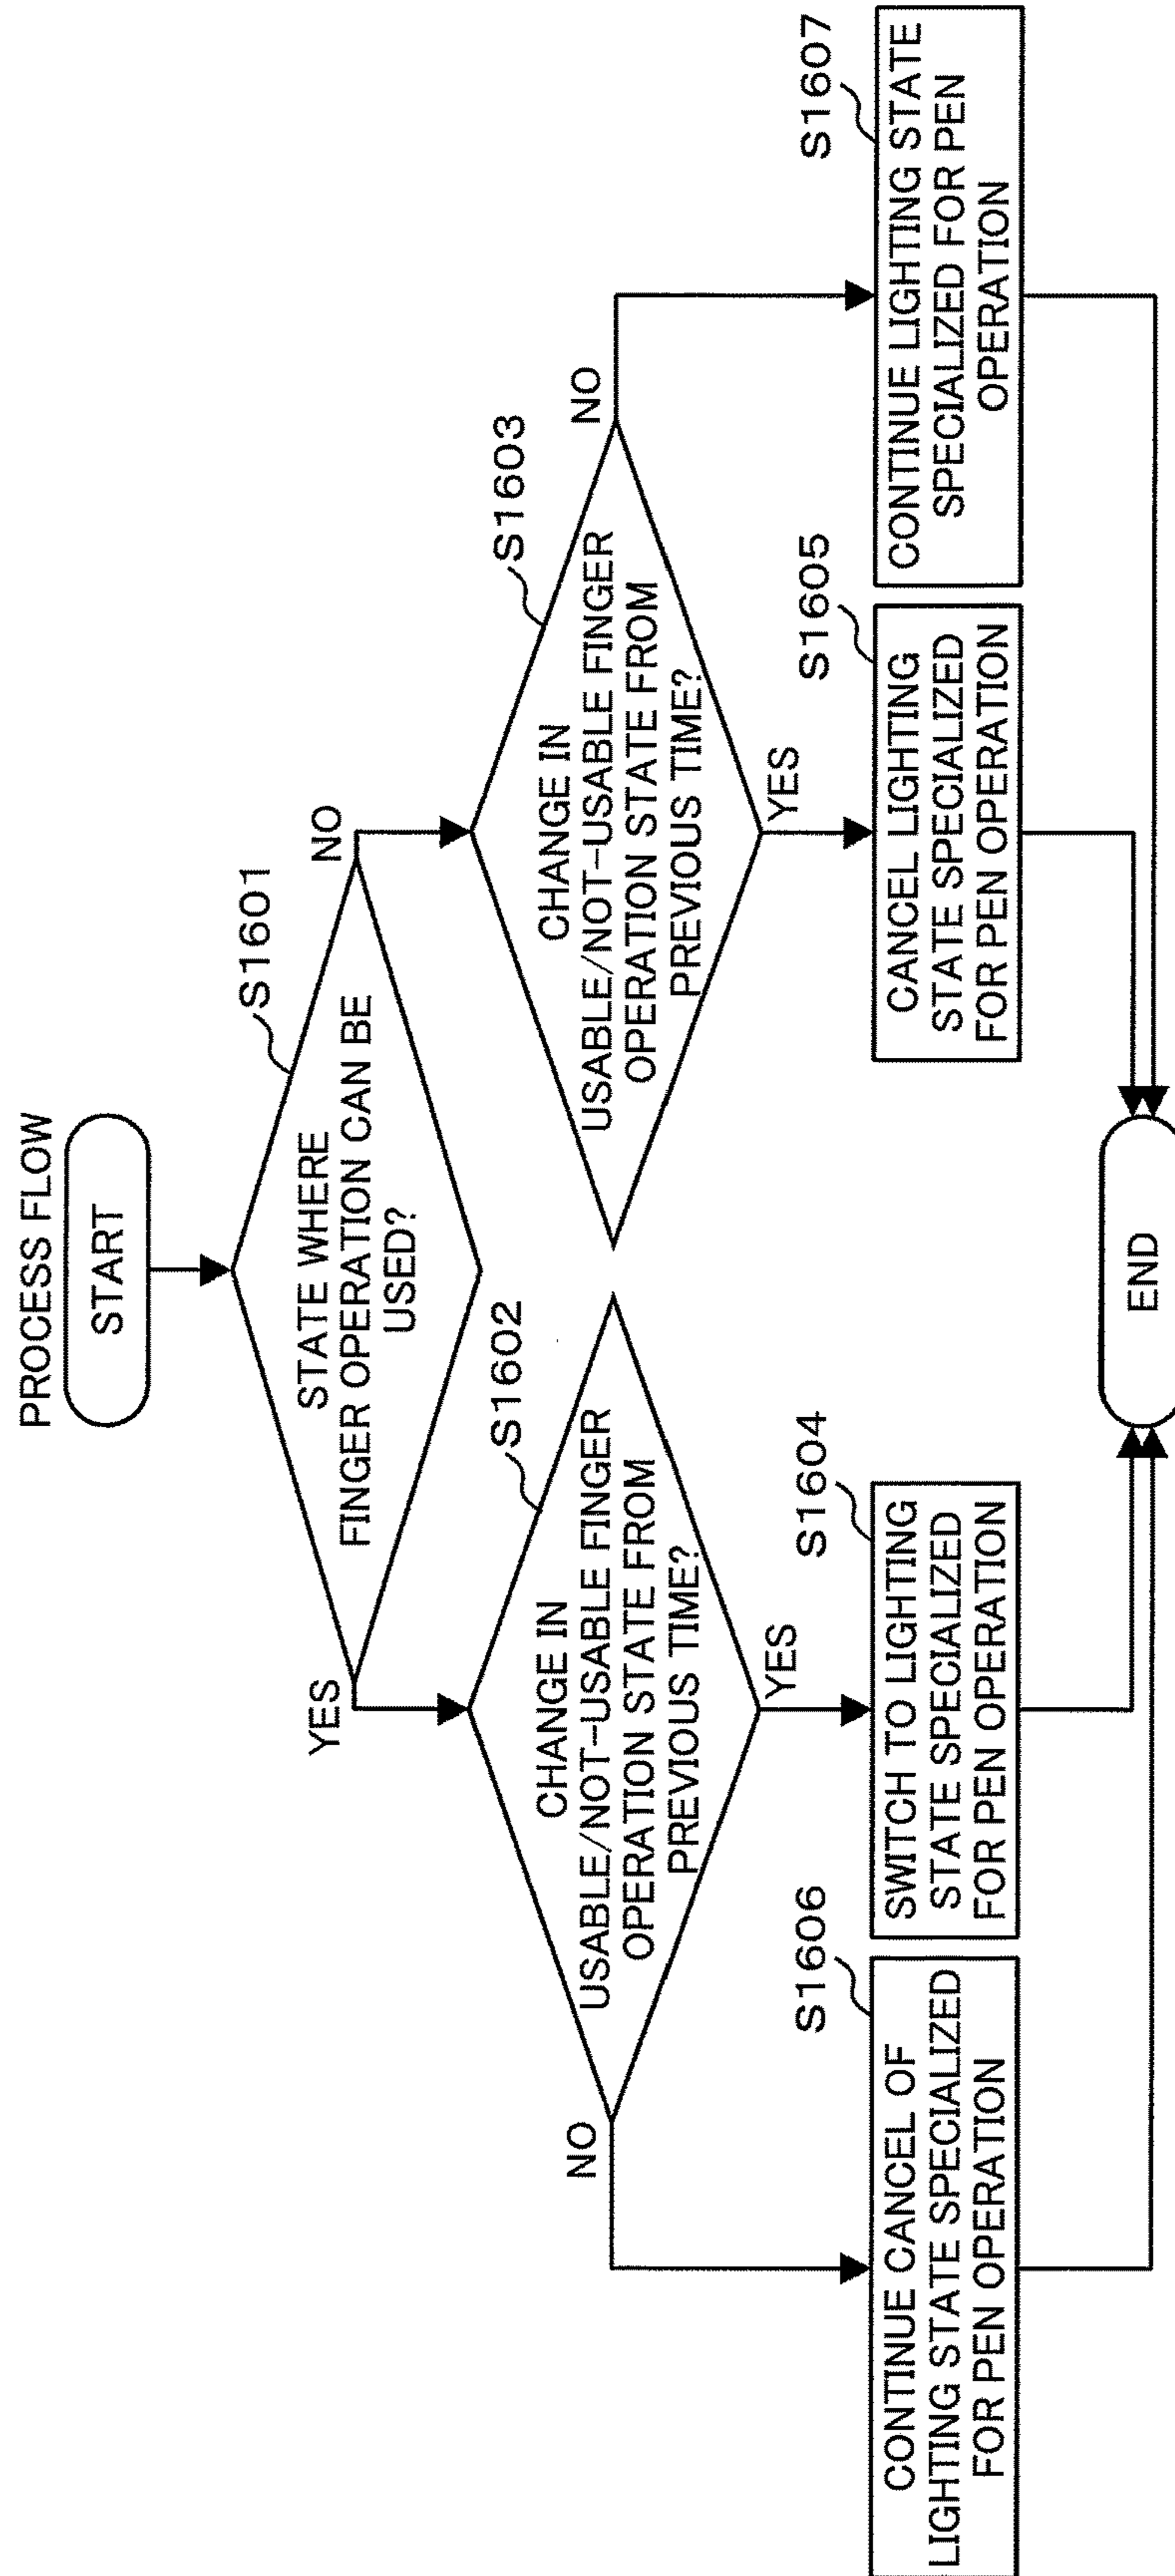 PROCESS FLOW
START
S1601
STATE WHERE
FINGER OPERATION CAN BE
USED?
YES
NO
S1602
CHANGE IN
USABLE/NOT-USABLE FINGER
OPERATION STATE FROM
PREVIOUS TIME?
NO
YES
S1603
CHANGE IN
USABLE/NOT-USABLE FINGER
OPERATION STATE FROM
PREVIOUS TIME?
YES
NO
S1606
CONTINUE CANCEL OF
LIGHTING STATE SPECIALIZED
FOR PEN OPERATION
S1604
SWITCH TO LIGHTING
STATE SPECIALIZED
FOR PEN OPERATION
S1605
CANCEL LIGHTING
STATE SPECIALIZED
FOR PEN OPERATION
S1607
CONTINUE LIGHTING STATE
SPECIALIZED FOR PEN
OPERATION
END